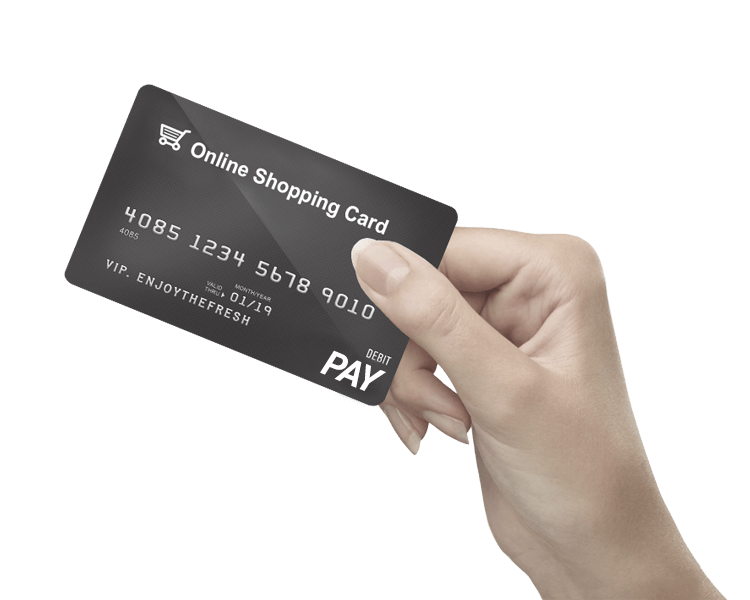 Online Shopping Card
4085 1234 5678 9010
4085
VALID THRU MONTH/YEAR
01/19
VIP. ENJOYTHEFRESH
DEBIT
PAY